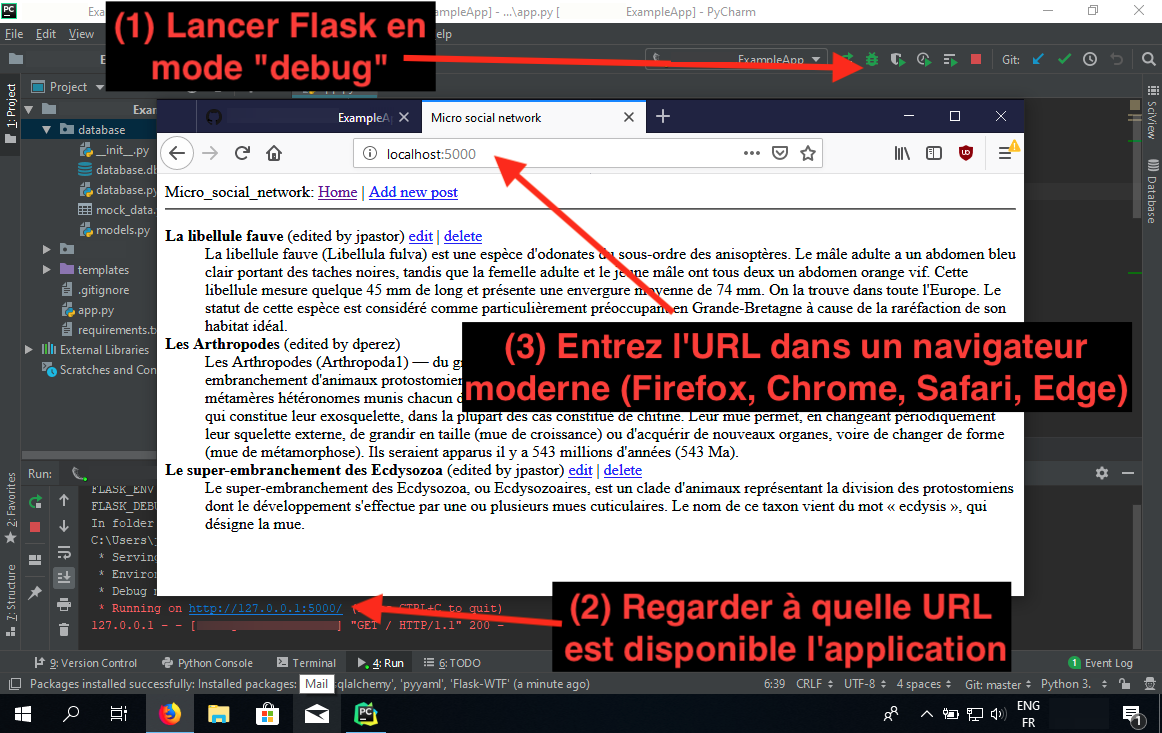 ExampleApp] - ...\app.py [ ExampleApp] - PyCharm
File Edit View
(1) Lancer Flask en
mode "debug"
ExampleApp
Git:
Project
1: Project
database
__init__.py
database.db
database.py
mock_data.
models.py
templates
.gitignore
app.py
requirements.tx
External Libraries
Scratches and Con
Micro social network
localhost:5000
Micro_social_network: Home | Add new post
La libellule fauve (edited by jpastor) edit | delete
La libellule fauve (Libellula fulva) est une espèce d'odonates du sous-ordre des anisoptères. Le mâle adulte a un abdomen bleu
clair portant des taches noires, tandis que la femelle adulte et le jeune mâle ont tous deux un abdomen orange vif. Cette
libellule mesure quelque 45 mm de long et présente une envergure moyenne de 74 mm. On la trouve dans toute l'Europe. Le
statut de cette espèce est considéré comme particulièrement préoccupant en Grande-Bretagne à cause de la raréfaction de son
habitat idéal.
Les Arthropodes (edited by dperez)
Les Arthropodes (Arthropoda1) — du
embranchement d'animaux protostomien
métamères hétéronomes munis chacun
qui constitue leur exosquelette, dans la plupart des cas constitué de chitine. Leur mue permet, en changeant périodiquement
leur squelette externe, de grandir en taille (mue de croissance) ou d'acquérir de nouveaux organes, voire de changer de forme
(mue de métamorphose). Ils seraient apparus il y a 543 millions d'années (543 Ma).
Le super-embranchement des Ecdysozoa (edited by jpastor) edit | delete
Le super-embranchement des Ecdysozoa, ou Ecdysozoaires, est un clade d'animaux représentant la division des protostomiens
dont le développement s'effectue par une ou plusieurs mues cuticulaires. Le nom de ce taxon vient du mot « ecdysis », qui
désigne la mue.
(3) Entrez l'URL dans un navigateur
moderne (Firefox, Chrome, Safari, Edge)
SciView
Database
2: Favorites
7: Structure
Run:
FLASK_ENV
FLASK_DEBU
In folder
C:\Users\
* Serving
* Environ
* Debug
* Running on http://127.0.0.1:5000/ CTRL+C to quit)
127.0.0.1 - - [ ] "GET / HTTP/1.1" 200 -
(2) Regarder à quelle URL
est disponible l'application
9: Version Control Python Console Terminal 4: Run 6: TODO 1 Event Log
Packages installed successfully: Installed packages: Mail qlalchemy', 'pyyaml', 'Flask-WTF' (a minute ago) 6:39 CRLF UTF-8 4 spaces Git: master Python 3.
ENG
FR
1